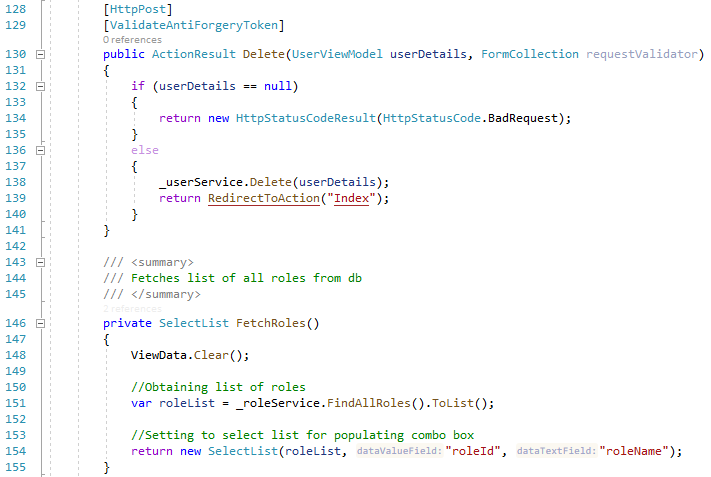 128 [HttpPost]
129 [ValidateAntiForgeryToken]
0 references
130 public ActionResult Delete(UserViewModel userDetails, FormCollection requestValidator)
131 {
132 if (userDetails == null)
133 {
134 return new HttpStatusCodeResult(HttpStatusCode.BadRequest);
135 }
136 else
137 {
138 _userService.Delete(userDetails);
139 return RedirectToAction("Index");
140 }
141 }
142
143 /// <summary>
144 /// Fetches list of all roles from db
145 /// </summary>
2 references
146 private SelectList FetchRoles()
147 {
148 ViewData.Clear();
149
150 //Obtaining list of roles
151 var roleList = _roleService.FindAllRoles().ToList();
152
153 //Setting to select list for populating combo box
154 return new SelectList(roleList, dataValueField: "roleId", dataTextField: "roleName");
155 }